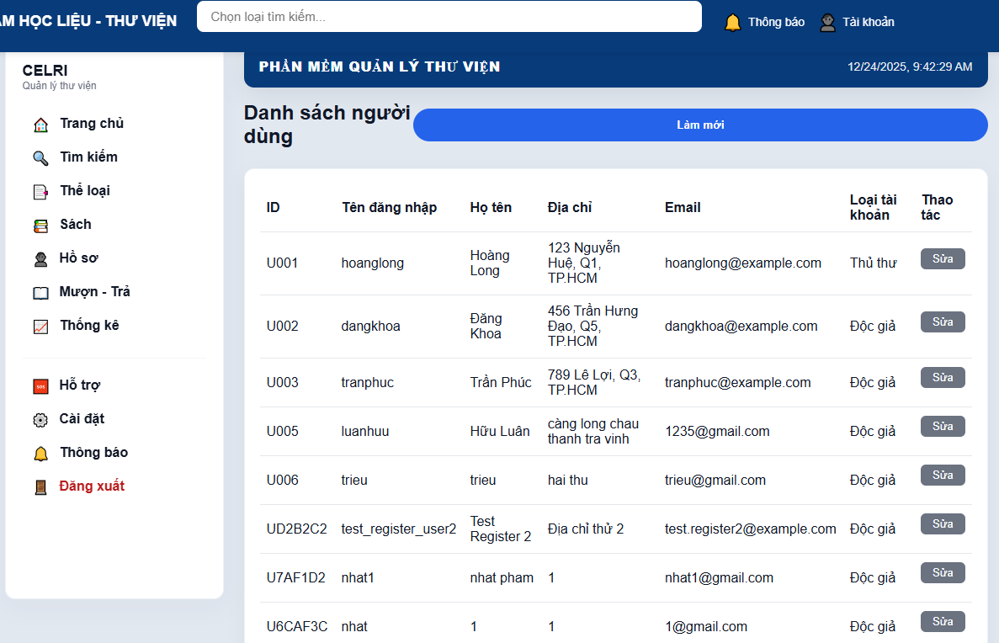 ÂM HỌC LIỆU - THƯ VIỆN
Chọn loại tìm kiếm...
Thông báo
Tài khoản
CELRI
Quản lý thư viện
Trang chủ
Tìm kiếm
Thể loại
Sách
Hồ sơ
Mượn - Trả
Thống kê
SOS
Hỗ trợ
Cài đặt
Thông báo
Đăng xuất
PHẦN MỀM QUẢN LÝ THƯ VIỆN
12/24/2025, 9:42:29 AM
Danh sách người
dùng
Làm mới
ID Tên đăng nhập Họ tên Địa chỉ Email Loại tài
khoản Thao
tác
U001 hoanglong Hoàng
Long 123 Nguyễn
Huệ, Q1,
TP.HCM hoanglong@example.com Thủ thư Sửa
U002 dangkhoa Đăng
Khoa 456 Trần Hưng
Đạo, Q5,
TP.HCM dangkhoa@example.com Độc giả Sửa
U003 tranphuc Trần Phúc 789 Lê Lợi, Q3,
TP.HCM tranphuc@example.com Độc giả Sửa
U005 luanhuu Hữu Luân càng long chau
thanh tra vinh 1235@gmail.com Độc giả Sửa
U006 trieu trieu hai thu trieu@gmail.com Độc giả Sửa
UD2B2C2 test_register_user2 Test
Register 2 Địa chỉ thử 2 test.register2@example.com Độc giả Sửa
U7AF1D2 nhat1 nhat pham 1 nhat1@gmail.com Độc giả Sửa
U6CAF3C nhat 1 1 1@gmail.com Độc giả Sửa